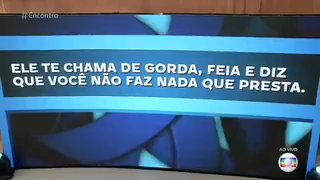 #Encontro
ELE TE CHAMA DE GORDA, FEIA E DIZ
QUE VOCÊ NÃO FAZ NADA QUE PRESTA.
AO VIVO